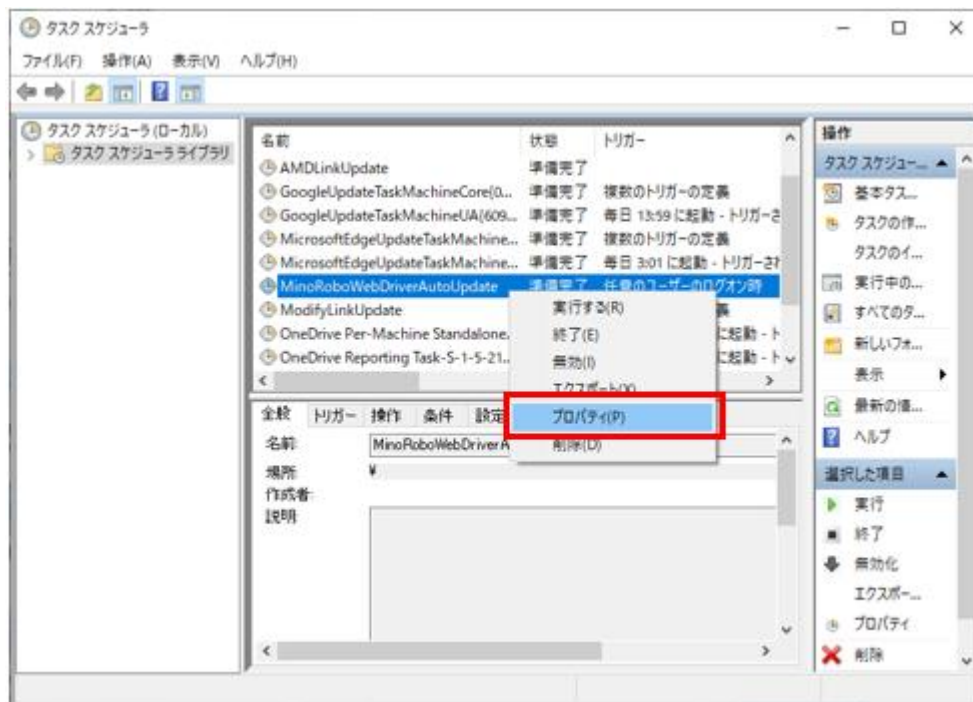 タスク スケジューラ
ファイル(F) 操作(A) 表示(V) ヘルプ(H)
タスク スケジューラ (ローカル)
タスク スケジューラ ライブラリ
名前 状態 トリガー
AMDLinkUpdate 準備完了
GoogleUpdateTaskMachineCore{0... 準備完了 複数のトリガーの定義
GoogleUpdateTaskMachineUA{609... 準備完了 毎日 13:59 に起動 - トリガーさ
MicrosoftEdgeUpdateTaskMachine... 準備完了 複数のトリガーの定義
MicrosoftEdgeUpdateTaskMachine... 準備完了 毎日 3:01 に起動 - トリガーされ
MinoRoboWebDriverAutoUpdate 準備完了 任意のユーザーのログオン時
ModifyLinkUpdate 義
OneDrive Per-Machine Standalone. に起動 - ト
OneDrive Reporting Task-S-1-5-21.. に起動 - ト
実行する(R)
終了(E)
無効(I)
エクスポート(X)
プロパティ(P)
削除(D)
全般 トリガー 操作 条件 設定
名前: MinoRoboWebDriverA
場所: ¥
作成者:
説明:
操作
タスク スケジュー...
基本タス...
タスクの作...
タスクのイ...
実行中の...
すべてのタ...
新しいフォ...
表示
最新の情...
ヘルプ
選択した項目
実行
終了
無効化
エクスポー...
プロパティ
削除